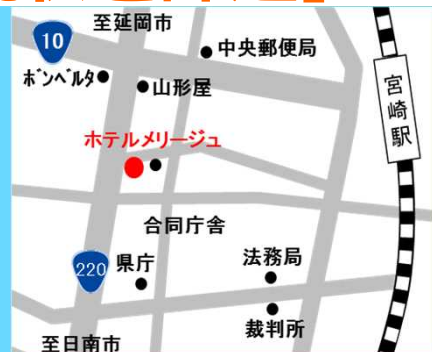 至延岡市
10
中央郵便局
ボンベルタ
山形屋
宮崎駅
ホテルメリージュ
合同庁舎
220
県庁
法務局
裁判所
至日南市